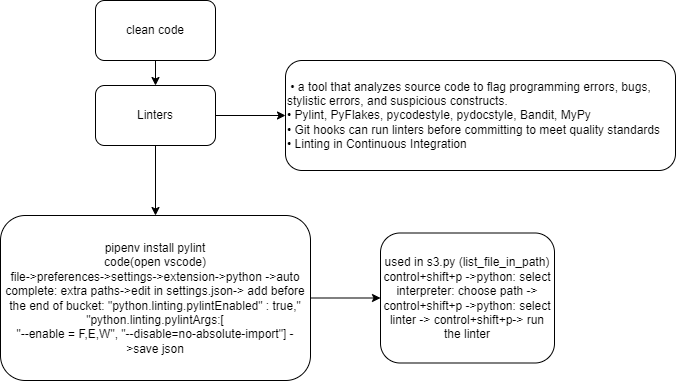 clean code
Linters
• a tool that analyzes source code to flag programming errors, bugs,
stylistic errors, and suspicious constructs.
• Pylint, PyFlakes, pycodestyle, pydocstyle, Bandit, MyPy
• Git hooks can run linters before committing to meet quality standards
• Linting in Continuous Integration
pipenv install pylint
code(open vscode)
file->preferences->settings->extension->python ->auto
complete: extra paths->edit in settings.json-> add before
the end of bucket: "python.linting.pylintEnabled" : true,"
"python.linting.pylintArgs:[
"--enable = F,E,W", "--disable=no-absolute-import"] -
>save json
used in s3.py (list_file_in_path)
control+shift+p ->python: select
interpreter: choose path ->
control+shift+p ->python: select
linter -> control+shift+p-> run
the linter